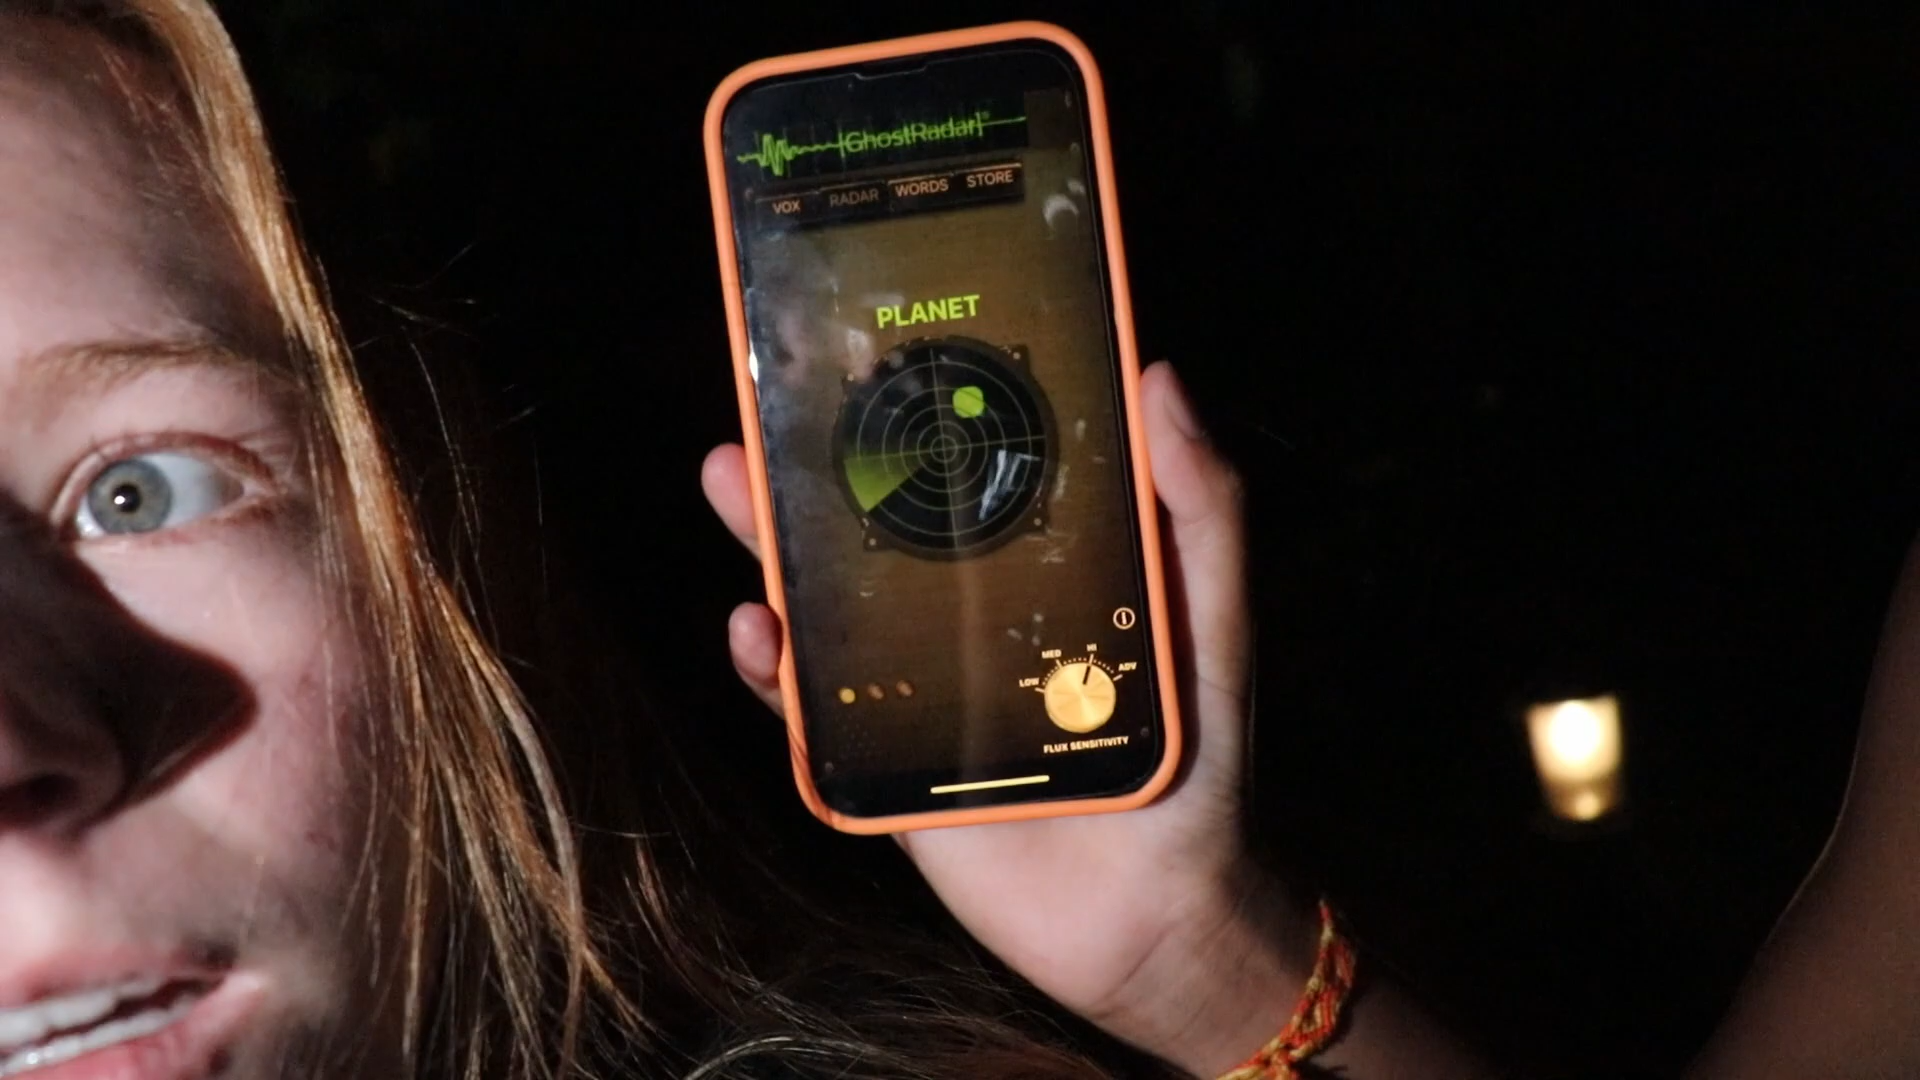 GhostRadar®
VOX RADAR WORDS STORE
PLANET
LOW MED HI ADV
FLUX SENSITIVITY